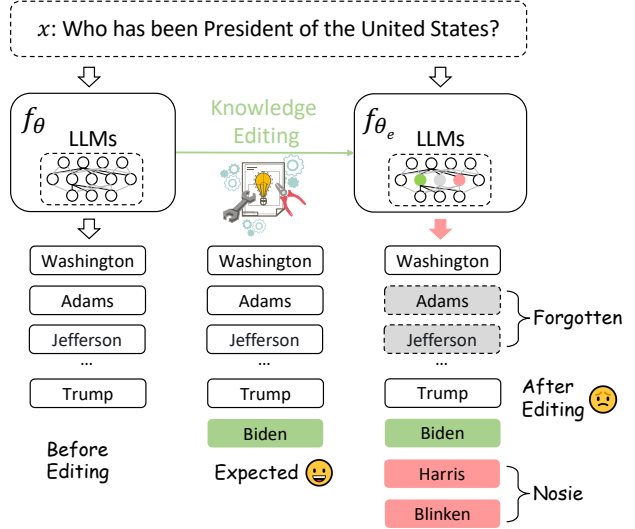 x: Who has been President of the United States?
fθ
LLMs
Knowledge
Editing
fθe
LLMs
Washington
Adams
Jefferson
...
Trump
Before
Editing
Washington
Adams
Jefferson
...
Trump
Biden
Expected
Washington
Adams
Jefferson
...
Trump
Biden
Harris
Blinken
Forgotten
After
Editing
Nosie